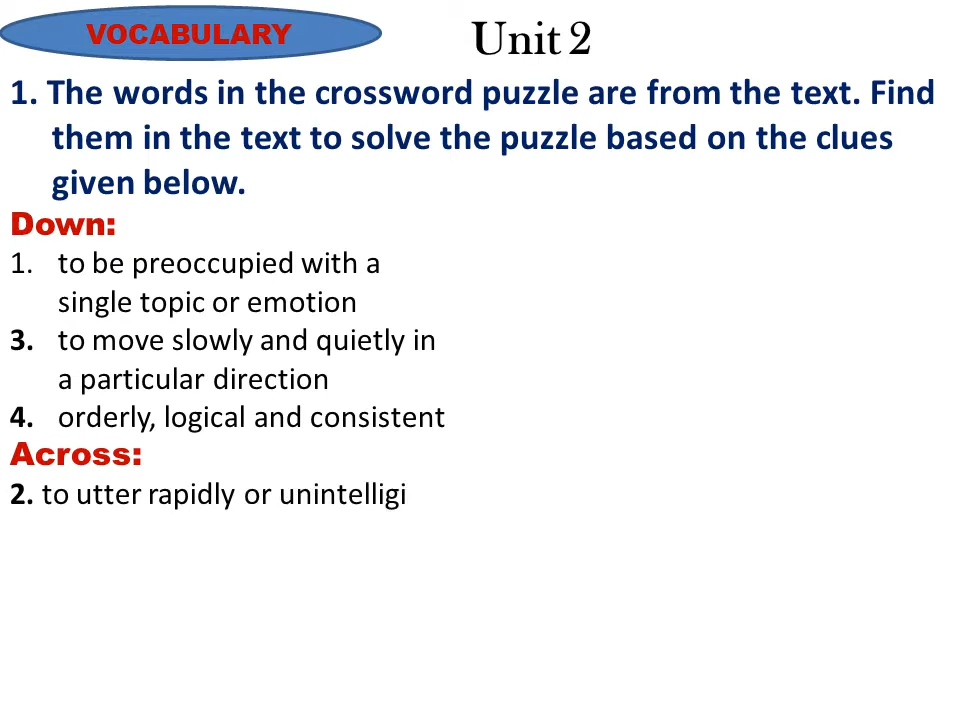 VOCABULARY
Unit 2
1. The words in the crossword puzzle are from the text. Find
them in the text to solve the puzzle based on the clues
given below.
Down:
1. to be preoccupied with a
single topic or emotion
3. to move slowly and quietly in
a particular direction
4. orderly, logical and consistent
Across:
2. to utter rapidly or unintelligi